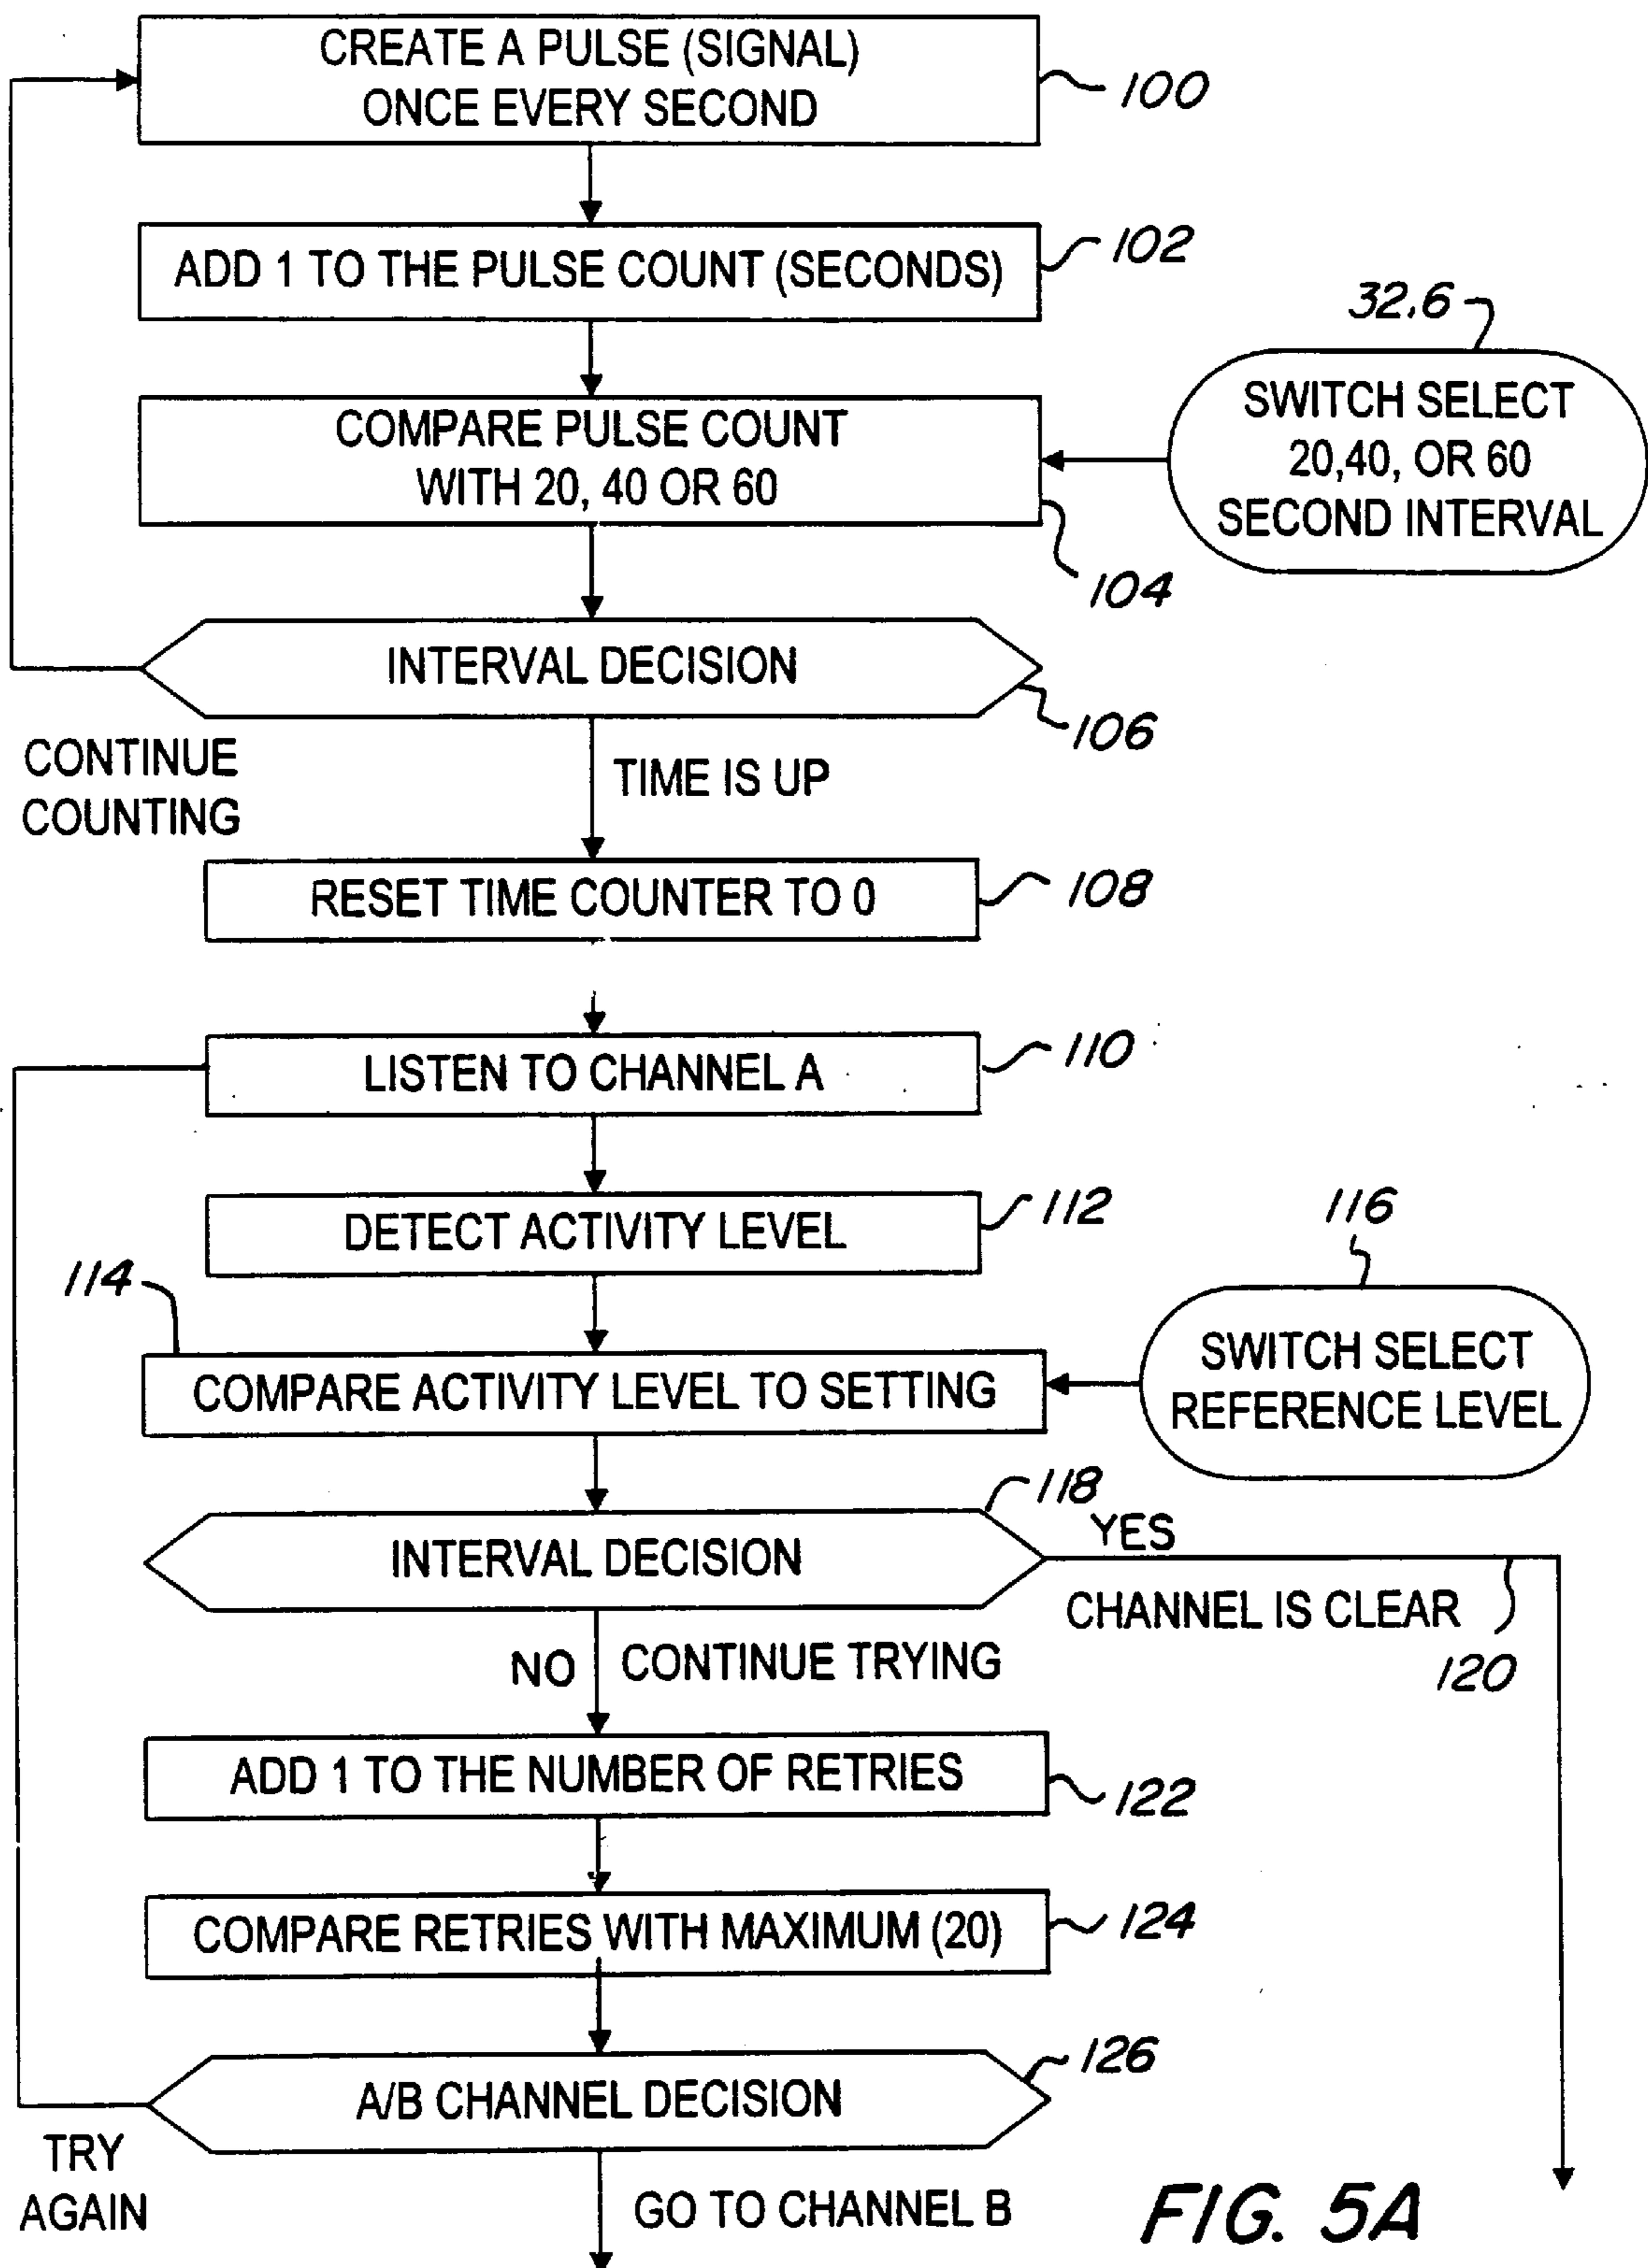 CREATE A PULSE (SIGNAL)
ONCE EVERY SECOND
100
ADD 1 TO THE PULSE COUNT (SECONDS)
102
32.6
COMPARE PULSE COUNT
WITH 20, 40 OR 60
SWITCH SELECT
20,40, OR 60
SECOND INTERVAL
104
INTERVAL DECISION
106
CONTINUE
COUNTING
TIME IS UP
RESET TIME COUNTER TO 0
108
LISTEN TO CHANNEL A
110
DETECT ACTIVITY LEVEL
112
116
114
COMPARE ACTIVITY LEVEL TO SETTING
SWITCH SELECT
REFERENCE LEVEL
118
INTERVAL DECISION
YES
CHANNEL IS CLEAR
120
NO
CONTINUE TRYING
ADD 1 TO THE NUMBER OF RETRIES
122
COMPARE RETRIES WITH MAXIMUM (20)
124
126
A/B CHANNEL DECISION
TRY
AGAIN
GO TO CHANNEL B
FIG. 5A